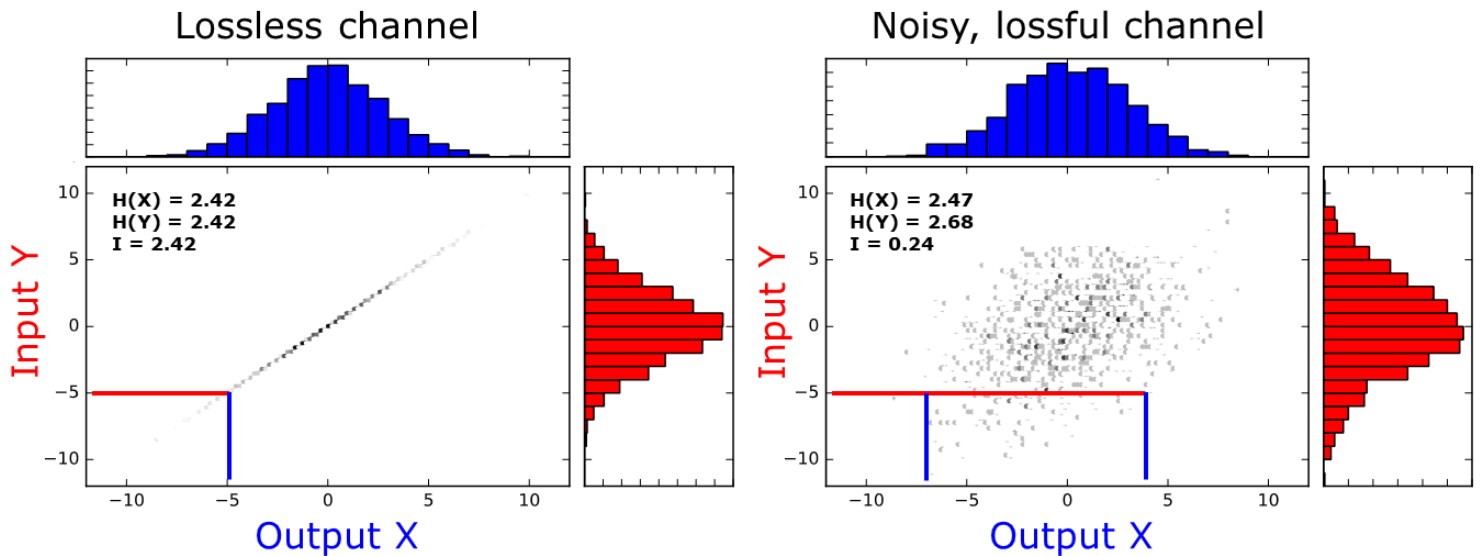 Lossless channel
H(X) = 2.42
H(Y) = 2.42
I = 2.42
Input Y
10
5
0
−5
−10
−10 −5 0 5 10
Output X
Noisy, lossful channel
H(X) = 2.47
H(Y) = 2.68
I = 0.24
Input Y
10
5
0
−5
−10
−10 −5 0 5 10
Output X